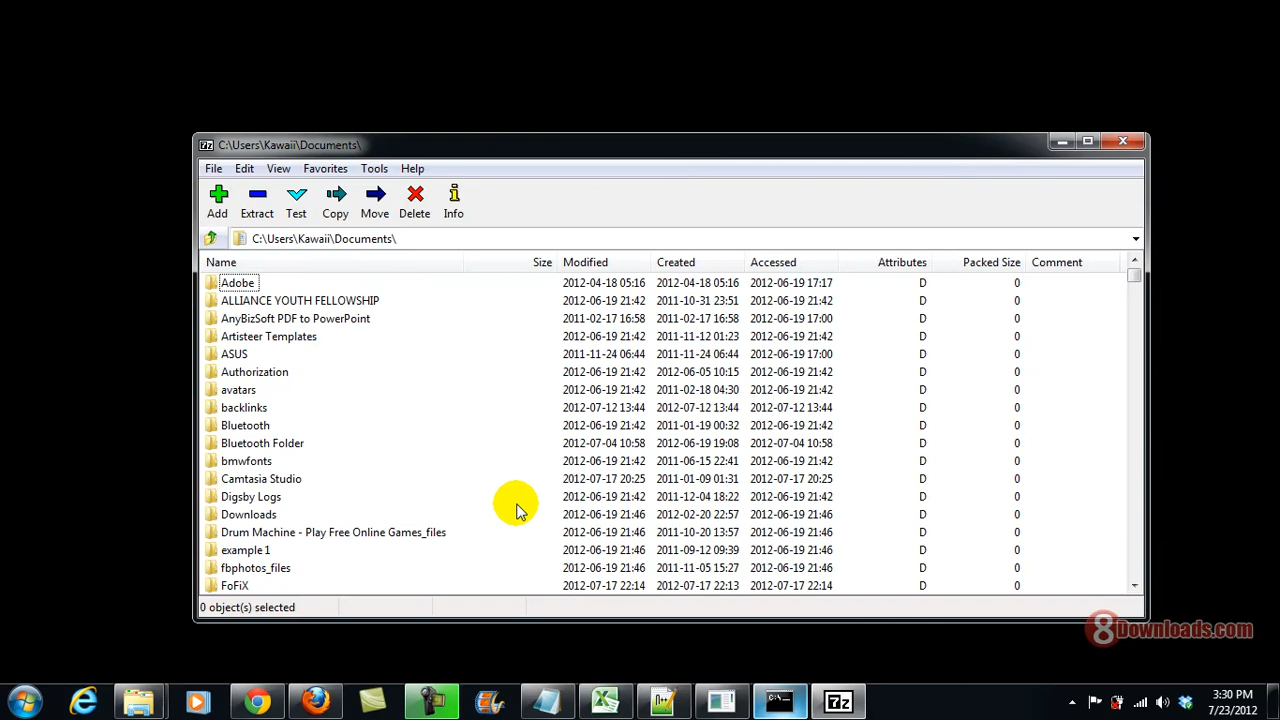 C:\Users\Kawaii\Documents\
File Edit View Favorites Tools Help
Add Extract Test Copy Move Delete Info
C:\Users\Kawaii\Documents\
Name Size Modified Created Accessed Attributes Packed Size Comment
Adobe 2012-04-18 05:16 2012-04-18 05:16 2012-06-19 17:17 D 0
ALLIANCE YOUTH FELLOWSHIP 2012-06-19 21:42 2011-10-31 23:51 2012-06-19 21:42 D 0
AnyBizSoft PDF to PowerPoint 2011-02-17 16:58 2011-02-17 16:58 2012-06-19 17:00 D 0
Artisteer Templates 2012-06-19 21:42 2011-11-12 01:23 2012-06-19 21:42 D 0
ASUS 2011-11-24 06:44 2011-11-24 06:44 2012-06-19 17:00 D 0
Authorization 2012-06-19 21:42 2012-06-05 10:15 2012-06-19 21:42 D 0
avatars 2012-06-19 21:42 2011-02-18 04:30 2012-06-19 21:42 D 0
backlinks 2012-07-12 13:44 2012-07-12 13:44 2012-07-12 13:44 D 0
Bluetooth 2012-06-19 21:42 2011-01-19 00:32 2012-06-19 21:42 D 0
Bluetooth Folder 2012-07-04 10:58 2012-06-19 19:08 2012-07-04 10:58 D 0
bmwfonts 2012-06-19 21:42 2011-06-15 22:41 2012-06-19 21:42 D 0
Camtasia Studio 2012-07-17 20:25 2011-01-09 01:31 2012-07-17 20:25 D 0
Digsby Logs 2012-06-19 21:42 2011-12-04 18:22 2012-06-19 21:42 D 0
Downloads 2012-06-19 21:46 2012-02-20 22:57 2012-06-19 21:46 D 0
Drum Machine - Play Free Online Games_files 2012-06-19 21:46 2011-10-20 13:57 2012-06-19 21:46 D 0
example 1 2012-06-19 21:46 2011-09-12 09:39 2012-06-19 21:46 D 0
fbphotos_files 2012-06-19 21:46 2011-11-05 15:27 2012-06-19 21:46 D 0
FoFiX 2012-07-17 22:14 2012-07-17 22:13 2012-07-17 22:14 D 0
0 object(s) selected
8Downloads.com
3:30 PM
7/23/2012